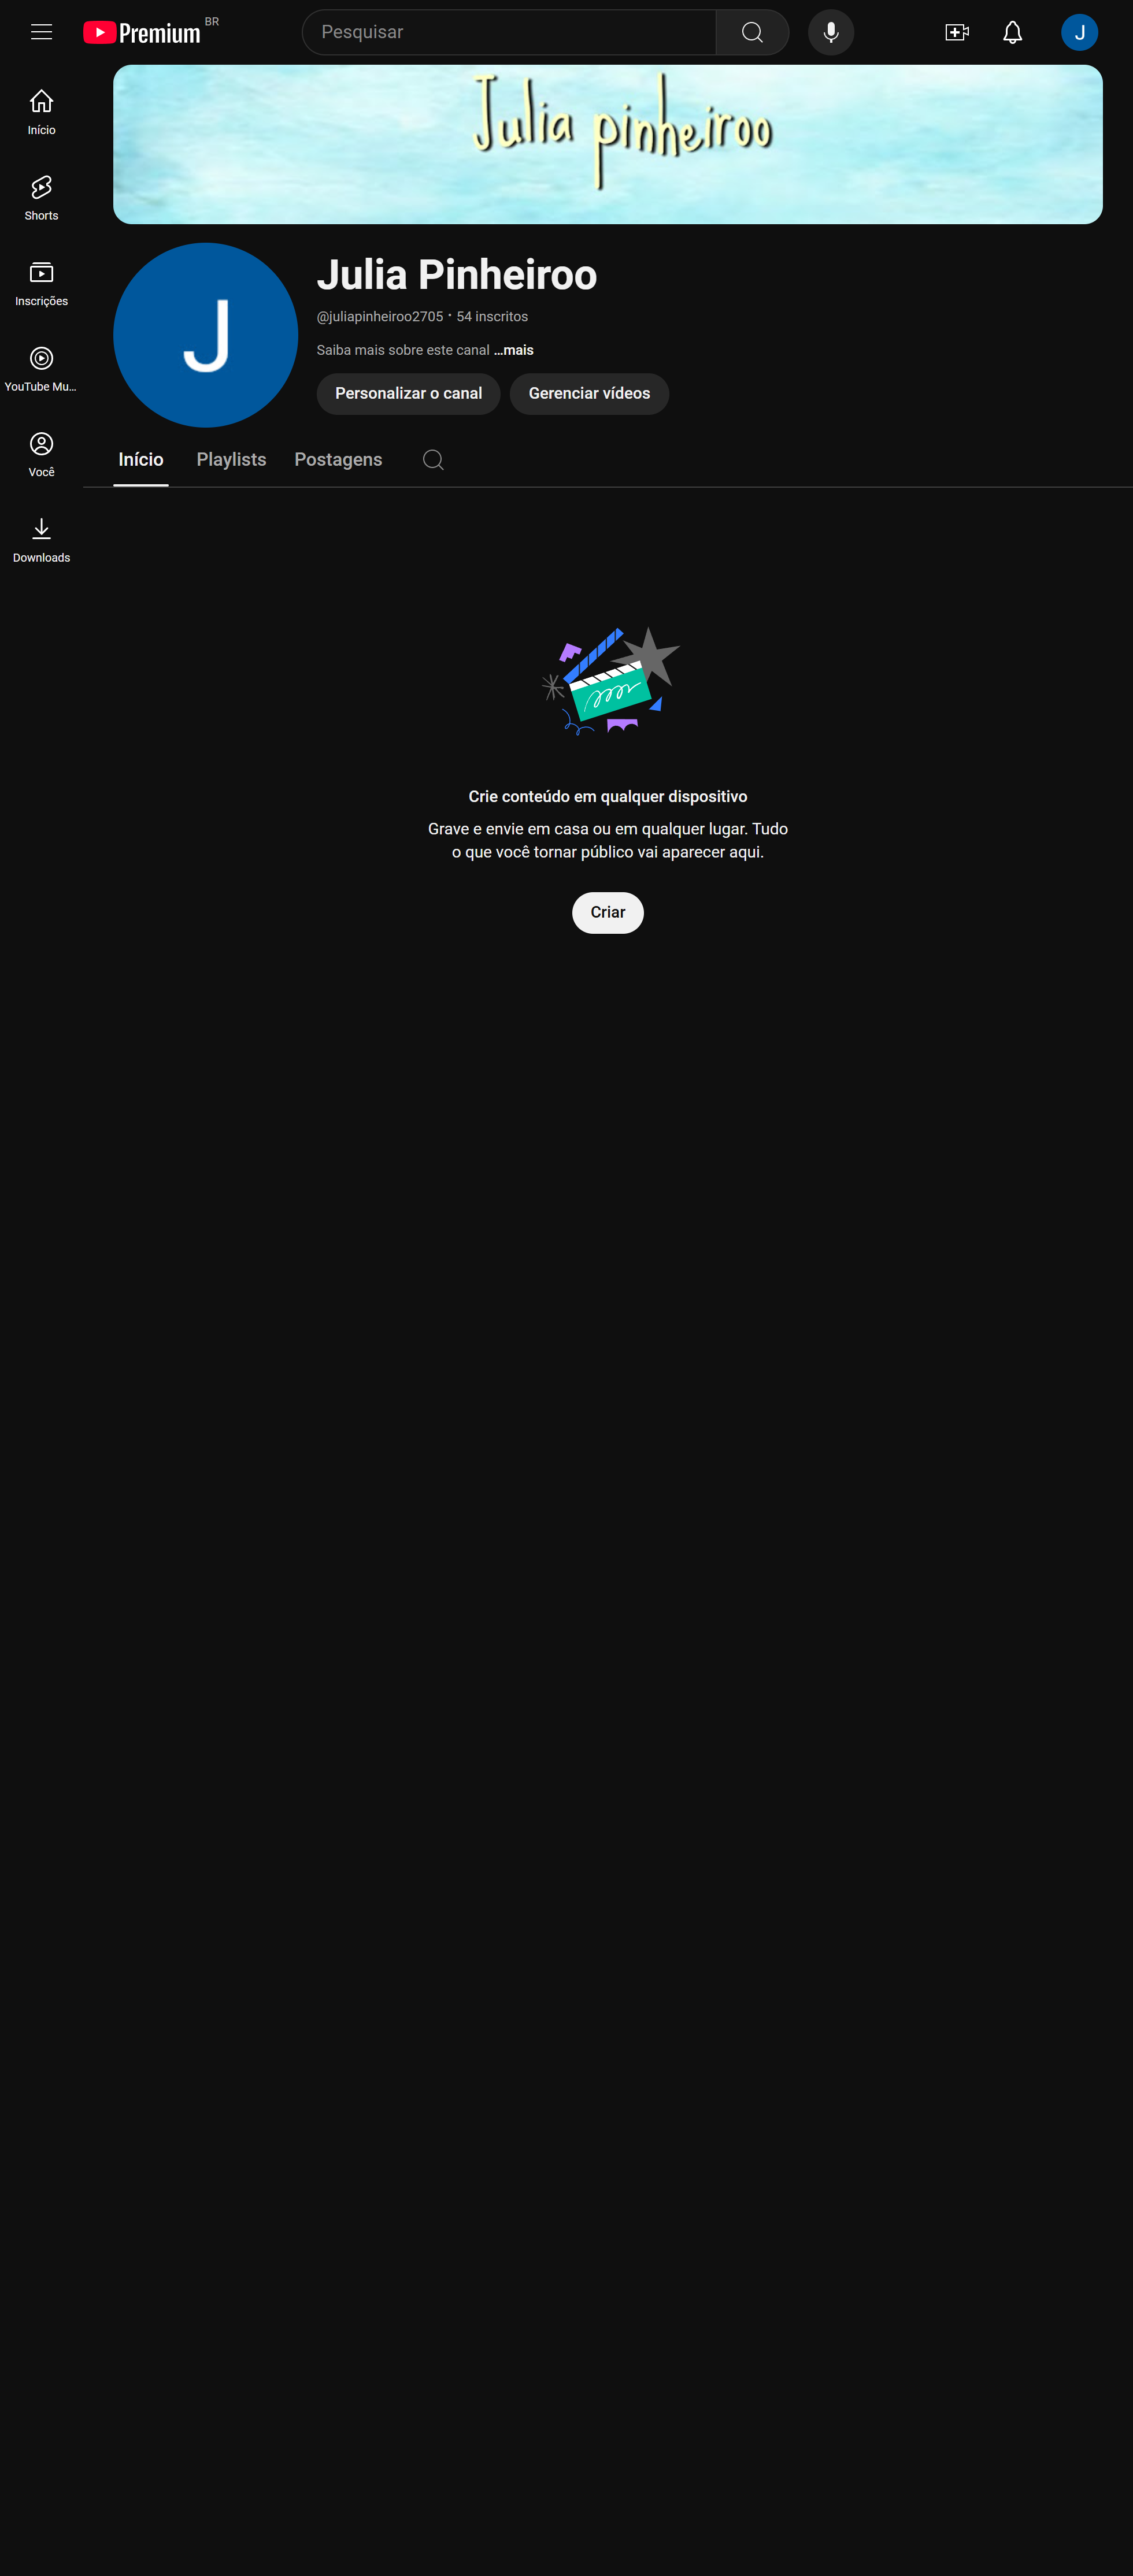 Premium BR
Pesquisar
J
Início
Shorts
Inscrições
YouTube Mu...
Você
Downloads
Julia pinheiroo
J
Julia Pinheiroo
@juliapinheiroo2705 • 54 inscritos
Saiba mais sobre este canal ...mais
Personalizar o canal
Gerenciar vídeos
Início
Playlists
Postagens
Crie conteúdo em qualquer dispositivo
Grave e envie em casa ou em qualquer lugar. Tudo
o que você tornar público vai aparecer aqui.
Criar